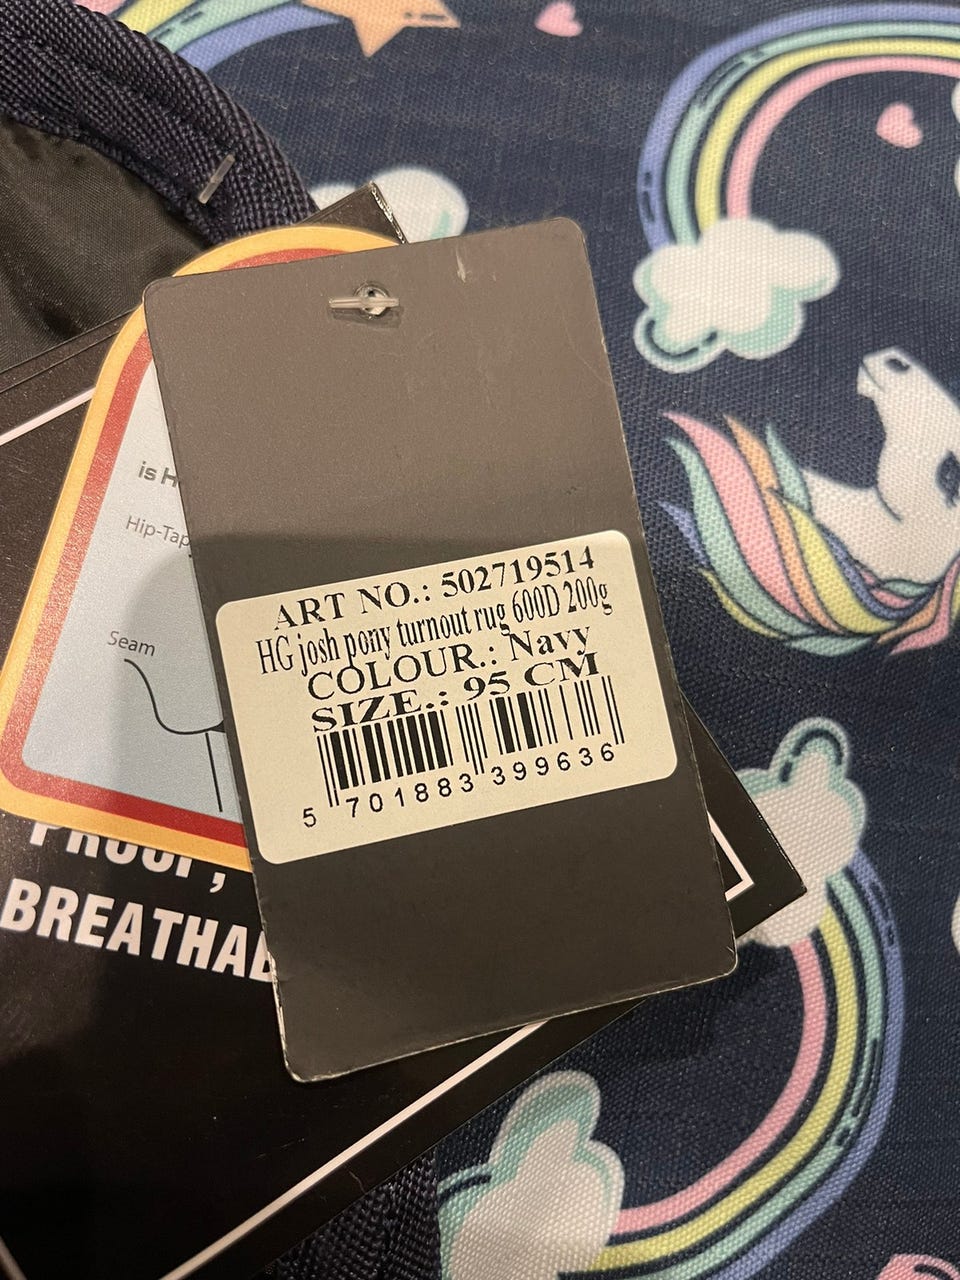 is H
Hip-Tap
Seam
ART NO.: 502719514
HG josh pony turnout rug 600D 200g
COLOUR.: Navy
SIZE.: 95 CM
5 701883 399636
PROOF,
BREATHAB